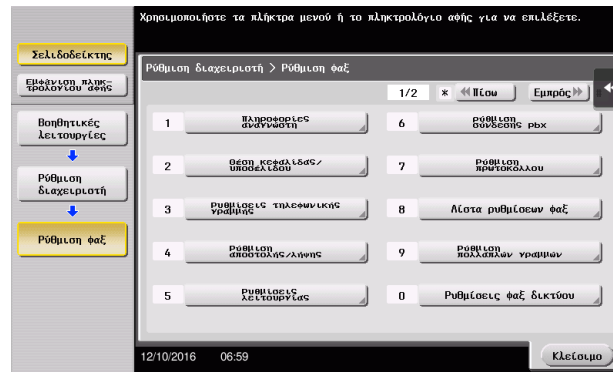 Χρησιμοποιήστε τα πλήκτρα μενού ή το πληκτρολόγιο αφής για να επιλέξετε.
Σελιδοδείκτης
Εμφάνιση πληκ-
τρολογίου αφής
Βοηθητικές
λειτουργίες
Ρύθμιση
διαχειριστή
Ρύθμιση φαξ
Ρύθμιση διαχειριστή > Ρύθμιση φαξ
1/2 * Πίσω Εμπρός
1 Πληροφορίες
αναγνώστη
2 Θέση κεφαλίδας/
υποσέλιδου
3 Ρυθμίσεις τηλεφωνικής
γραμμής
4 Ρύθμιση
αποστολής/λήψης
5 Ρυθμίσεις
λειτουργίας
6 Ρύθμιση
σύνδεσης pbx
7 Ρύθμιση
πρωτοκόλλου
8 Λίστα ρυθμίσεων φαξ
9 Ρύθμιση
πολλαπλών γραμμών
0 Ρυθμίσεις φαξ δικτύου
12/10/2016 06:59
Κλείσιμο